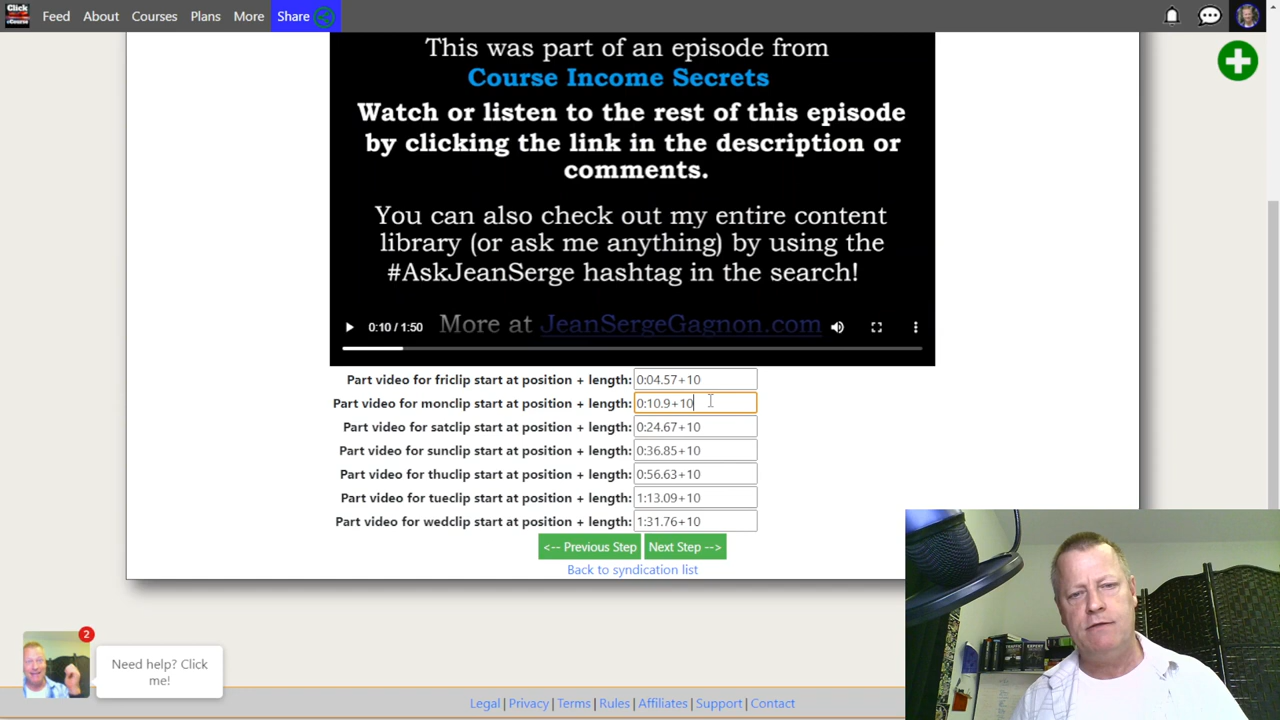 Click
eCourse
Feed
About
Courses
Plans
More
Share
This was part of an episode from
Course Income Secrets
Watch or listen to the rest of this episode
by clicking the link in the description or
comments.
You can also check out my entire content
library (or ask me anything) by using the
#AskJeanSerge hashtag in the search!
More at JeanSergeGagnon.com
0:10 / 1:50
Part video for friclip start at position + length: 0:04.57+10
Part video for monclip start at position + length: 0:10.9+10
Part video for satclip start at position + length: 0:24.67+10
Part video for sunclip start at position + length: 0:36.85+10
Part video for thuclip start at position + length: 0:56.63+10
Part video for tueclip start at position + length: 1:13.09+10
Part video for wedclip start at position + length: 1:31.76+10
<-- Previous Step
Next Step -->
Back to syndication list
2
Need help? Click
me!
Legal | Privacy | Terms | Rules | Affiliates | Support | Contact